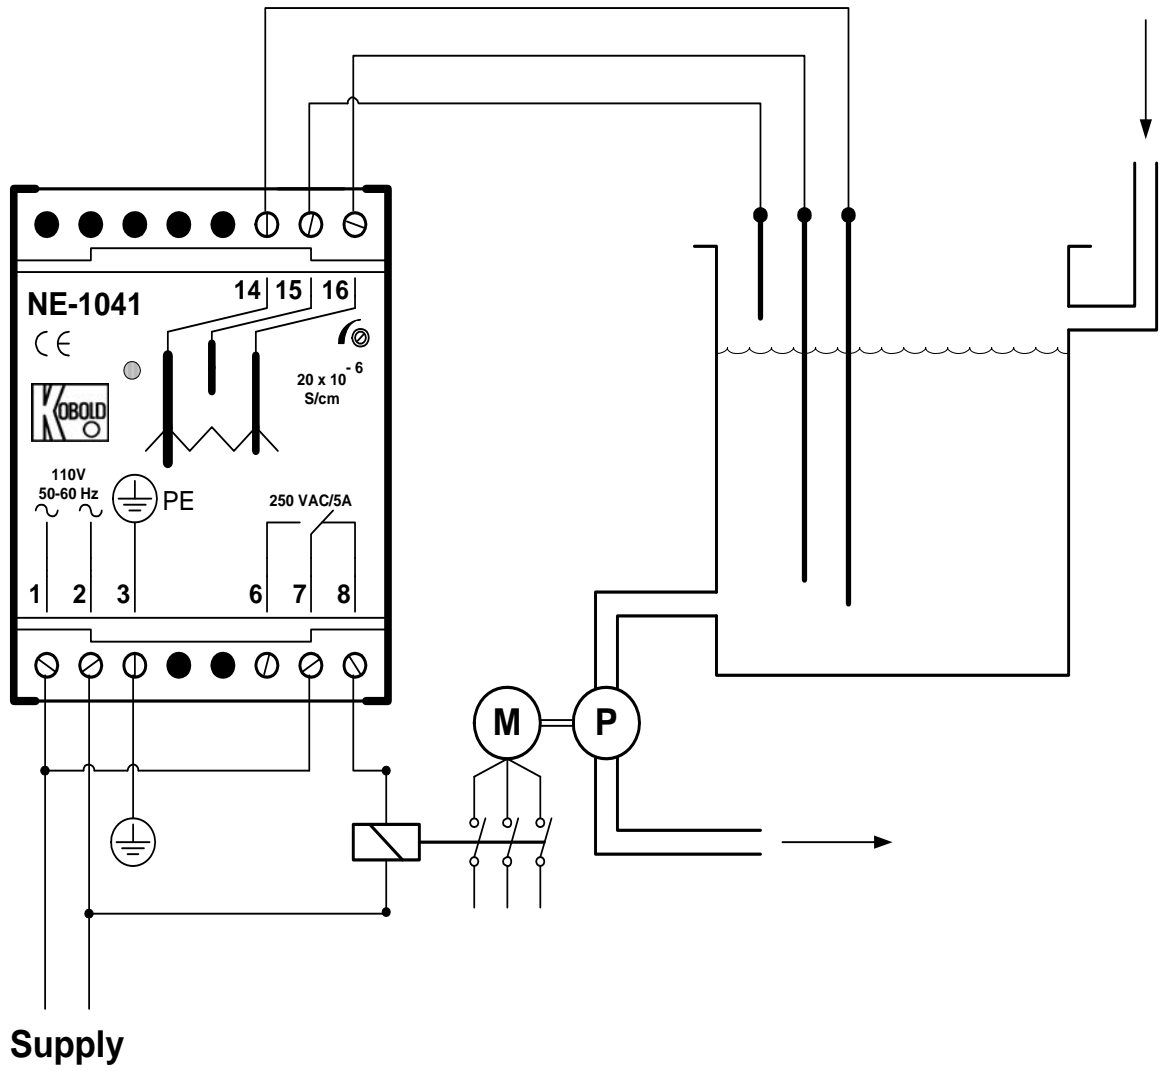 14 15 16
NE-1041
CE
20 x 10 - 6
S/cm
KOBOLD
110V
50-60 Hz
PE
250 VAC/5A
1 2 3 6 7 8
M P
Supply